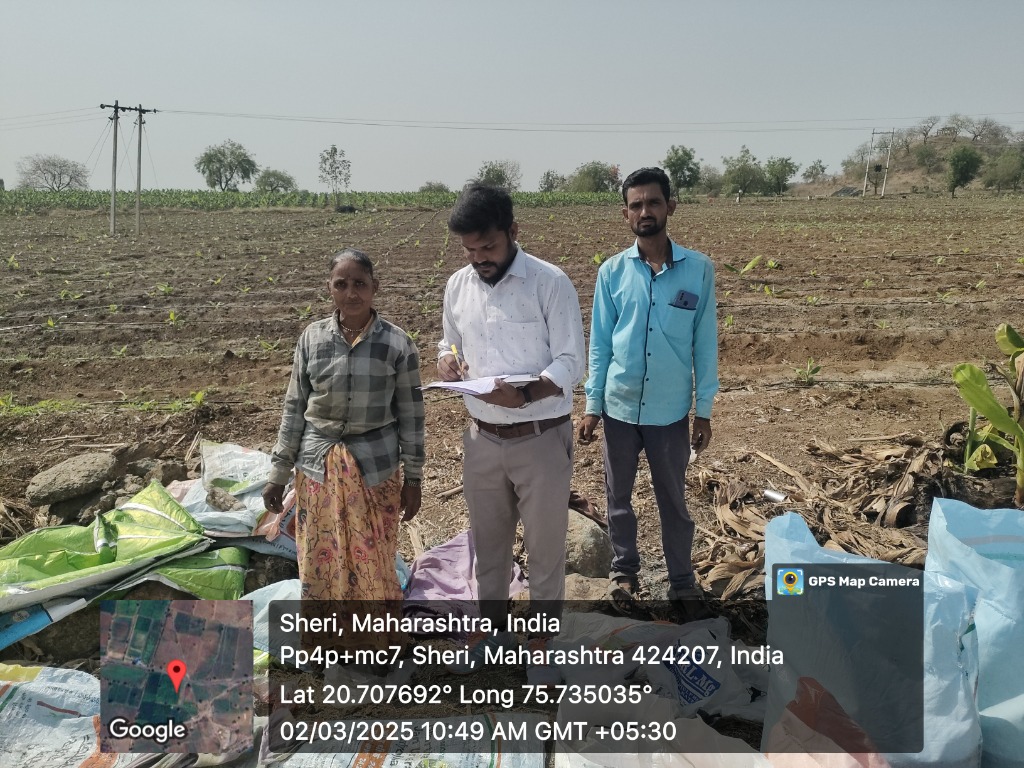 GPS Map Camera
Sheri, Maharashtra, India
Pp4p+mc7, Sheri, Maharashtra 424207, India
Lat 20.707692° Long 75.735035°
02/03/2025 10:49 AM GMT +05:30
Google